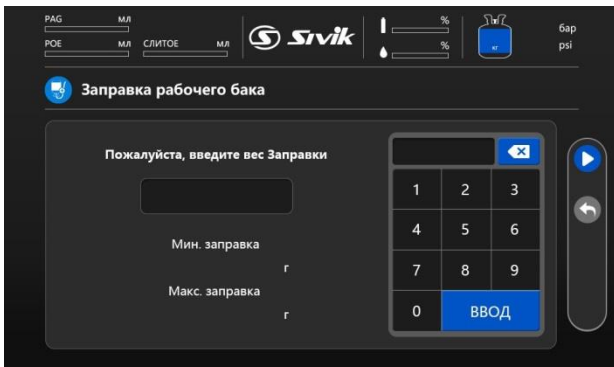 PAG мл
POE мл СЛИТОЕ мл
Sivik
%
%
кг
бар
psi
Заправка рабочего бака
Пожалуйста, введите вес Заправки
Мин. заправка
г
Макс. заправка
г
1 2 3
4 5 6
7 8 9
0 ВВОД